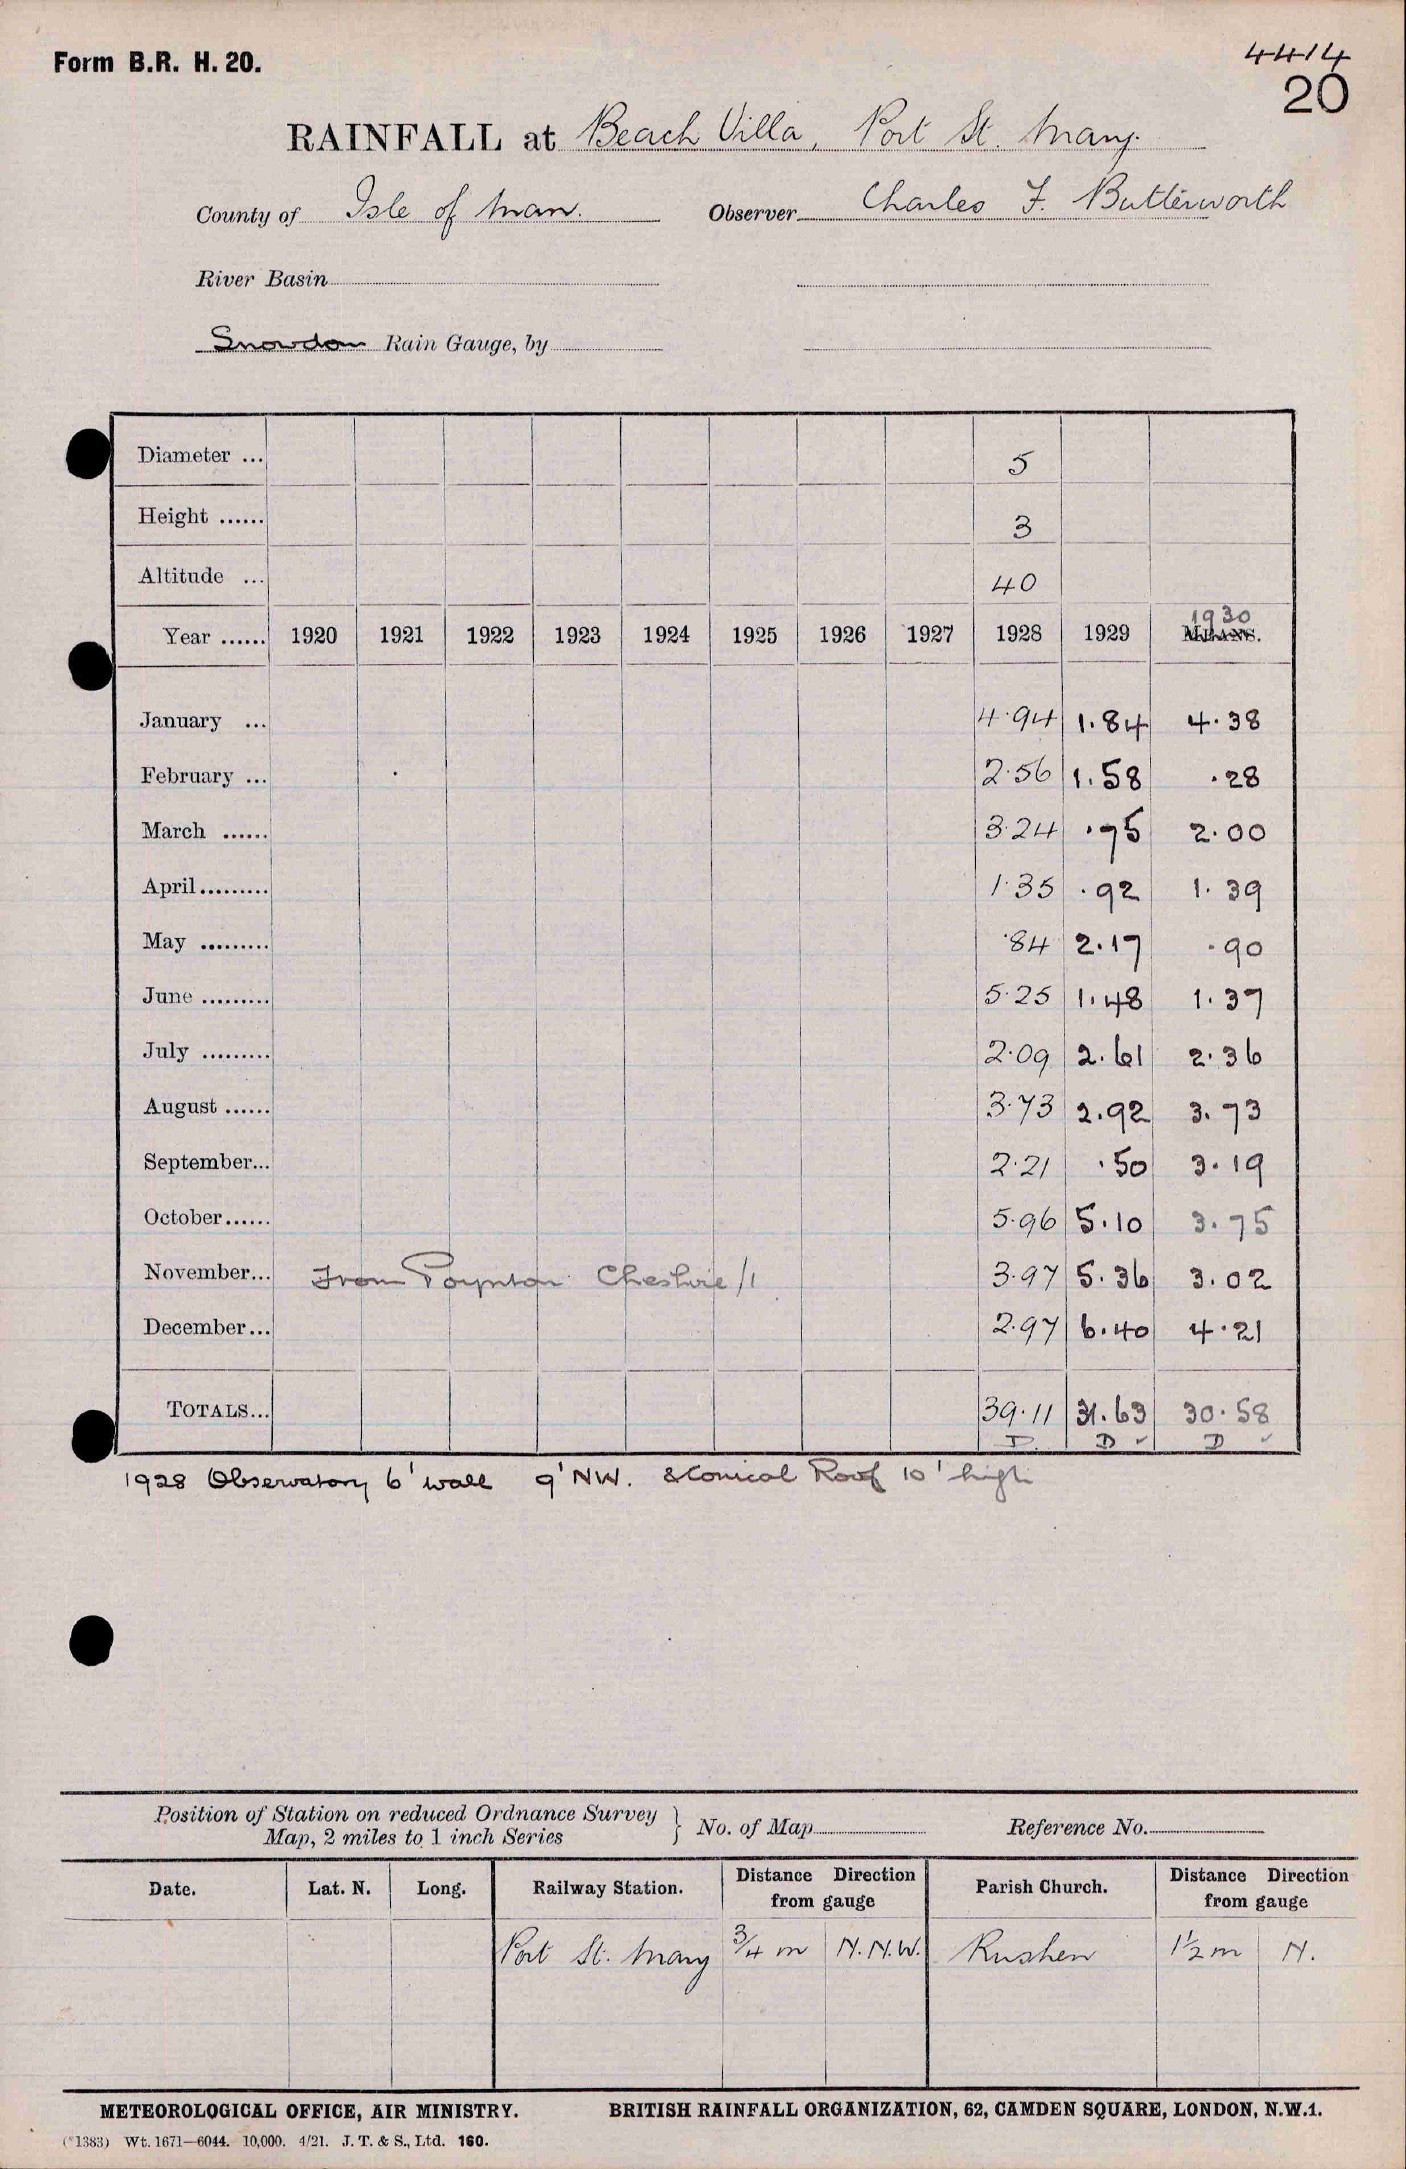 Form B.R. H. 20.
4414
20
RAINFALL at Beach Villa, Port St. Mary.
County of Isle of Man. Observer Charles F. Butterworth
River Basin
Snowdon Rain Gauge, by
Diameter ... 5
Height ...... 3
Altitude ... 40
1930
Year ...... 1920 1921 1922 1923 1924 1925 1926 1927 1928 1929 MEANS.
January ... 4.94 1.84 4.38
February ... 2.56 1.58 .28
March ...... 3.24 .75 2.00
April ......... 1.35 .92 1.39
May ......... .84 2.17 .90
June ......... 5.25 1.48 1.37
July ......... 2.09 2.61 2.36
August ...... 3.73 2.92 3.73
September... 2.21 .50 3.19
October...... 5.96 5.10 3.75
November... From Poynton Cheshire/1 3.97 5.36 3.02
December... 2.97 6.40 4.21
TOTALS... 39.11 31.63 30.58
D. D ✓ D ✓
1928 Observatory 6' wall 9' NW. & Conical Roof 10' high
Position of Station on reduced Ordnance Survey
Map, 2 miles to 1 inch Series } No. of Map Reference No.
Date. Lat. N. Long. Railway Station. Distance Direction from gauge Parish Church. Distance Direction from gauge
Port St. Mary 3/4 m N.N.W. Rushen 1 1/2 m N.
METEOROLOGICAL OFFICE, AIR MINISTRY. BRITISH RAINFALL ORGANIZATION, 62, CAMDEN SQUARE, LONDON, N.W.1.
(*1383) Wt. 1671—6044. 10,000. 4/21. J. T. & S., Ltd. 160.